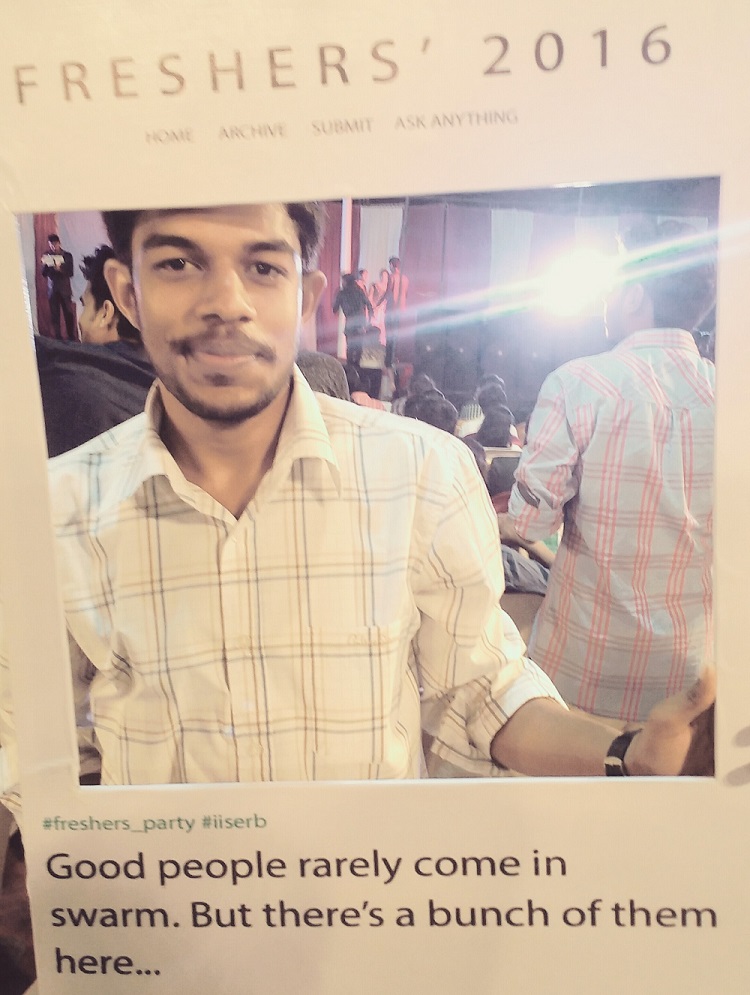 FRESHERS' 2016
HOME ARCHIVE SUBMIT ASK ANYTHING
#freshers_party #iiserb
Good people rarely come in
swarm. But there's a bunch of them
here...